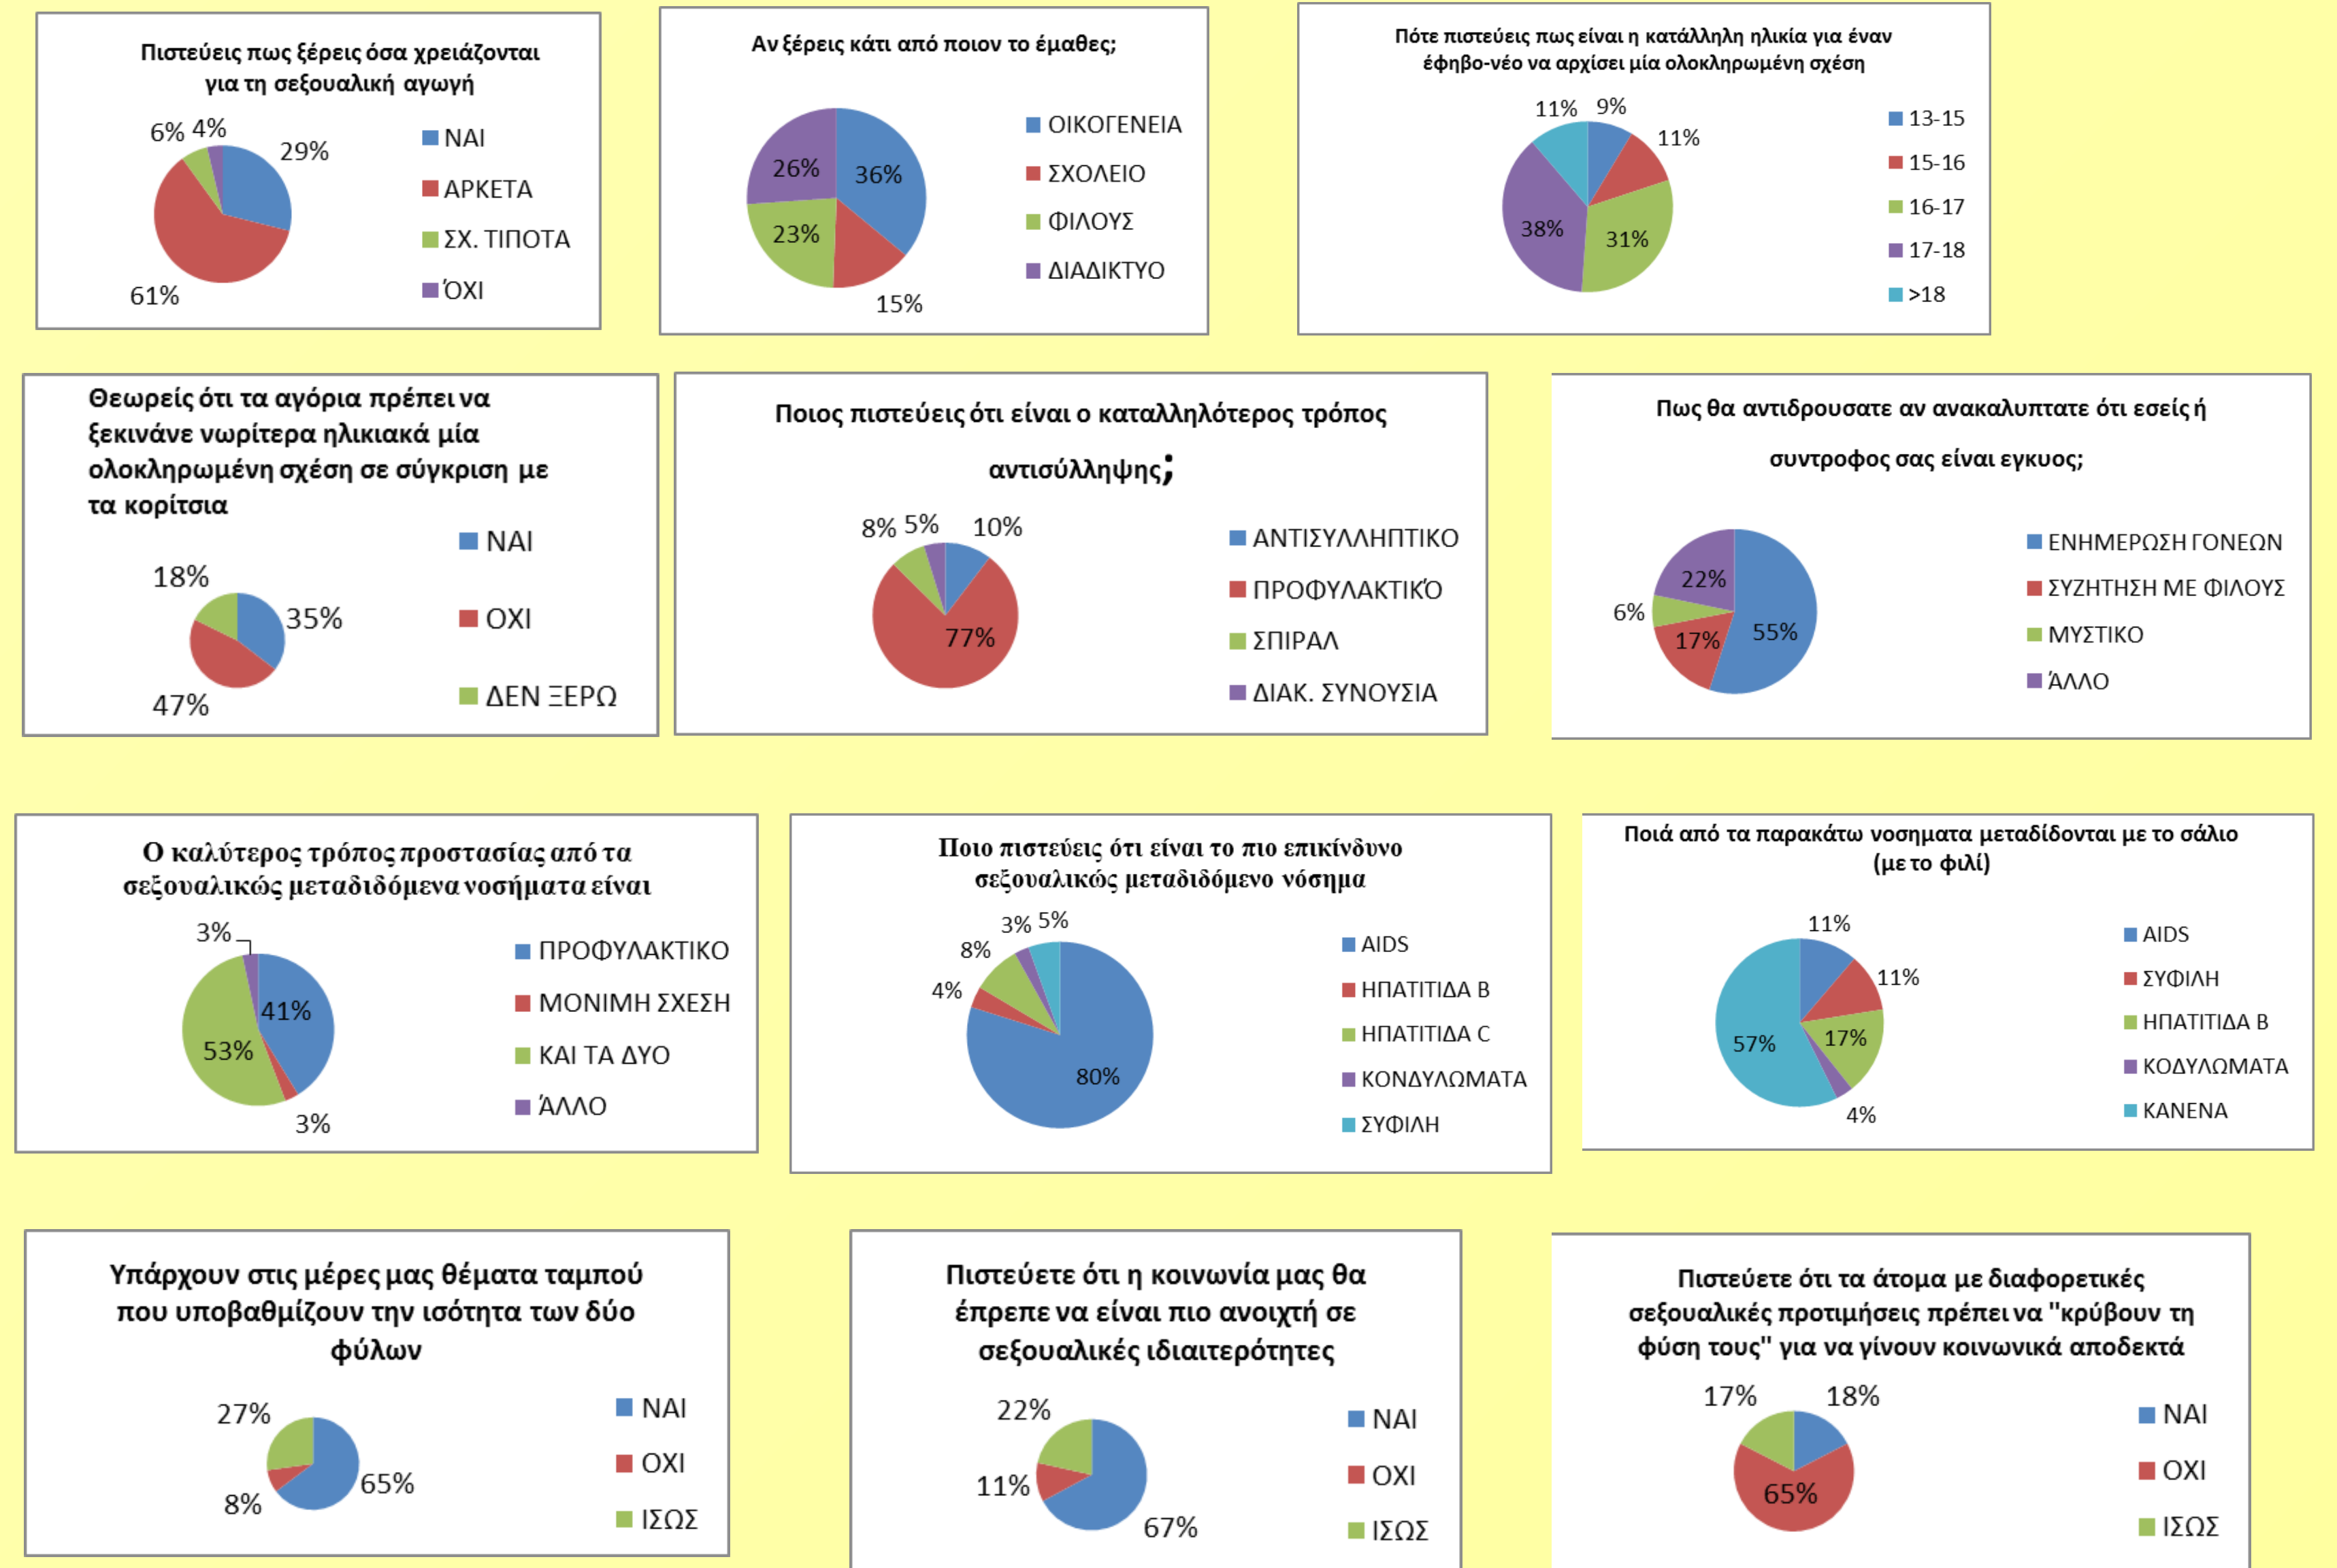 Πιστεύεις πως ξέρεις όσα χρειάζονται
για τη σεξουαλική αγωγή
6% 4%
29%
61%
ΝΑΙ
ΑΡΚΕΤΑ
ΣΧ. ΤΙΠΟΤΑ
ΌΧΙ
Αν ξέρεις κάτι από ποιον το έμαθες;
26%
36%
23%
15%
ΟΙΚΟΓΕΝΕΙΑ
ΣΧΟΛΕΙΟ
ΦΙΛΟΥΣ
ΔΙΑΔΙΚΤΥΟ
Πότε πιστεύεις πως είναι η κατάλληλη ηλικία για έναν
έφηβο-νέο να αρχίσει μία ολοκληρωμένη σχέση
11% 9%
11%
38%
31%
13-15
15-16
16-17
17-18
>18
Θεωρείς ότι τα αγόρια πρέπει να
ξεκινάνε νωρίτερα ηλικιακά μία
ολοκληρωμένη σχέση σε σύγκριση με
τα κορίτσια
18%
35%
47%
ΝΑΙ
ΟΧΙ
ΔΕΝ ΞΕΡΩ
Ποιος πιστεύεις ότι είναι ο καταλληλότερος τρόπος
αντισύλληψης;
8% 5% 10%
77%
ΑΝΤΙΣΥΛΛΗΠΤΙΚΟ
ΠΡΟΦΥΛΑΚΤΙΚΌ
ΣΠΙΡΑΛ
ΔΙΑΚ. ΣΥΝΟΥΣΙΑ
Πως θα αντιδρουσατε αν ανακαλυπτατε ότι εσείς ή
συντροφος σας είναι εγκυος;
22%
6%
17%
55%
ΕΝΗΜΕΡΩΣΗ ΓΟΝΕΩΝ
ΣΥΖΗΤΗΣΗ ΜΕ ΦΙΛΟΥΣ
ΜΥΣΤΙΚΟ
ΆΛΛΟ
Ο καλύτερος τρόπος προστασίας από τα
σεξουαλικώς μεταδιδόμενα νοσήματα είναι
3%
41%
53%
3%
ΠΡΟΦΥΛΑΚΤΙΚΟ
ΜΟΝΙΜΗ ΣΧΕΣΗ
ΚΑΙ ΤΑ ΔΥΟ
ΆΛΛΟ
Ποιο πιστεύεις ότι είναι το πιο επικίνδυνο
σεξουαλικώς μεταδιδόμενο νόσημα
3% 5%
8%
4%
80%
AIDS
ΗΠΑΤΙΤΙΔΑ Β
ΗΠΑΤΙΤΙΔΑ C
ΚΟΝΔΥΛΩΜΑΤΑ
ΣΥΦΙΛΗ
Ποιά από τα παρακάτω νοσηματα μεταδίδονται με το σάλιο
(με το φιλί)
11%
11%
57%
17%
4%
AIDS
ΣΥΦΙΛΗ
ΗΠΑΤΙΤΙΔΑ Β
ΚΟΔΥΛΩΜΑΤΑ
ΚΑΝΕΝΑ
Υπάρχουν στις μέρες μας θέματα ταμπού
που υποβαθμίζουν την ισότητα των δύο
φύλων
27%
65%
8%
ΝΑΙ
ΟΧΙ
ΙΣΩΣ
Πιστεύετε ότι η κοινωνία μας θα
έπρεπε να είναι πιο ανοιχτή σε
σεξουαλικές ιδιαιτερότητες
22%
11%
67%
ΝΑΙ
ΟΧΙ
ΙΣΩΣ
Πιστεύετε ότι τα άτομα με διαφορετικές
σεξουαλικές προτιμήσεις πρέπει να "κρύβουν τη
φύση τους" για να γίνουν κοινωνικά αποδεκτά
17% 18%
65%
ΝΑΙ
ΟΧΙ
ΙΣΩΣ